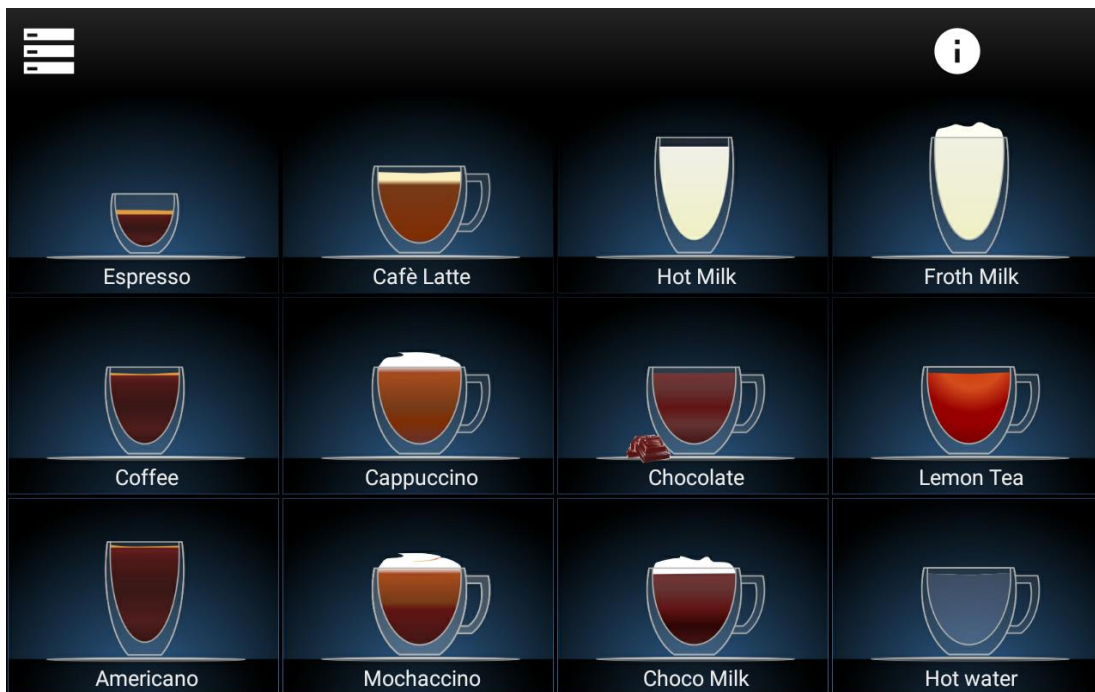 i
Espresso
Cafè Latte
Hot Milk
Froth Milk
Coffee
Cappuccino
Chocolate
Lemon Tea
Americano
Mochaccino
Choco Milk
Hot water